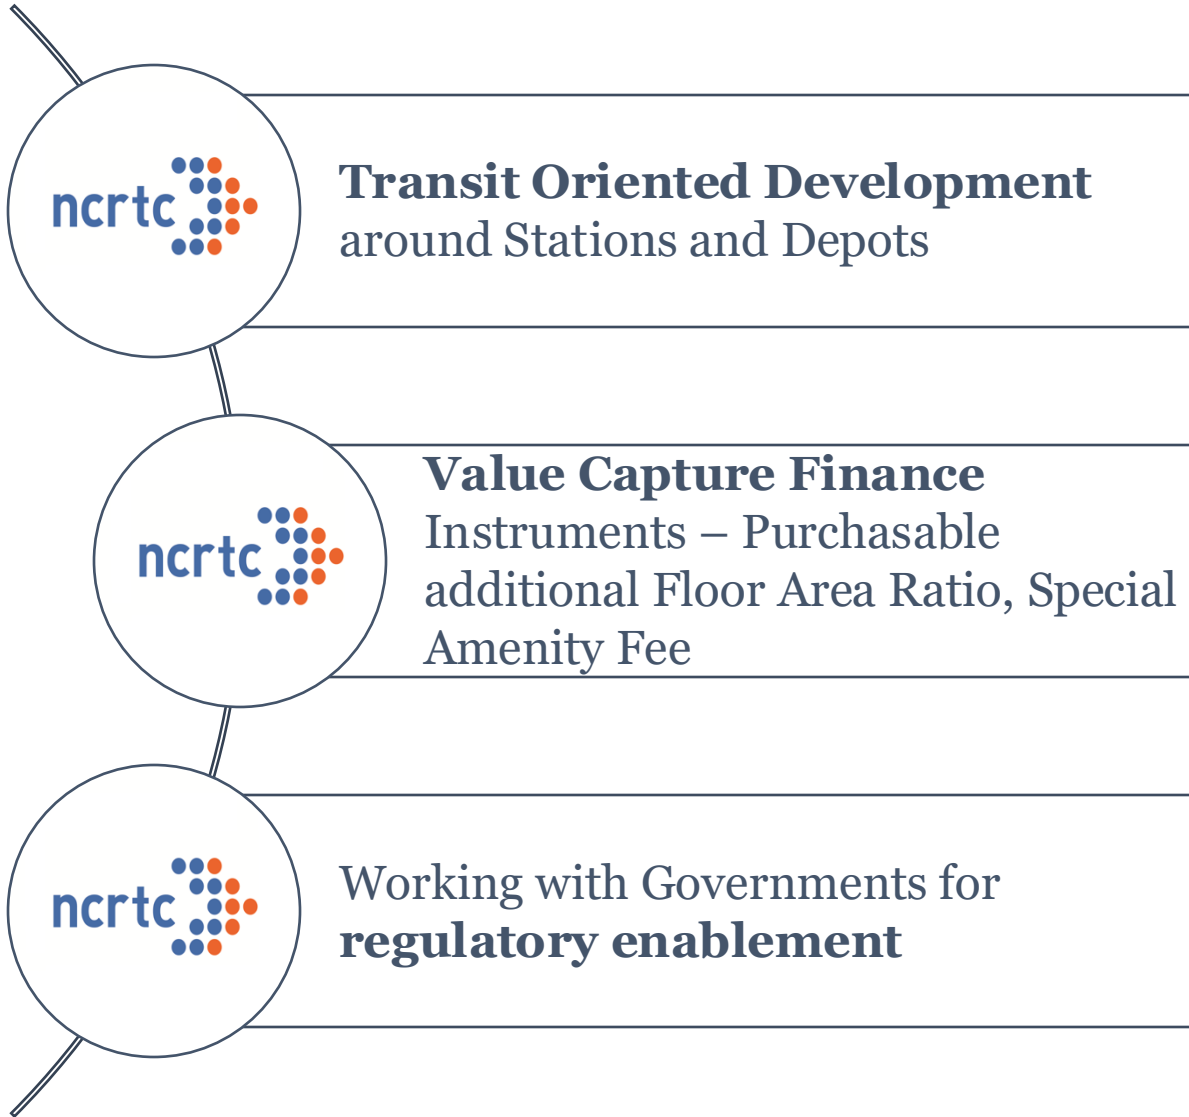 ncrtc
Transit Oriented Development
around Stations and Depots
ncrtc
Value Capture Finance
Instruments – Purchasable
additional Floor Area Ratio, Special
Amenity Fee
ncrtc
Working with Governments for
regulatory enablement